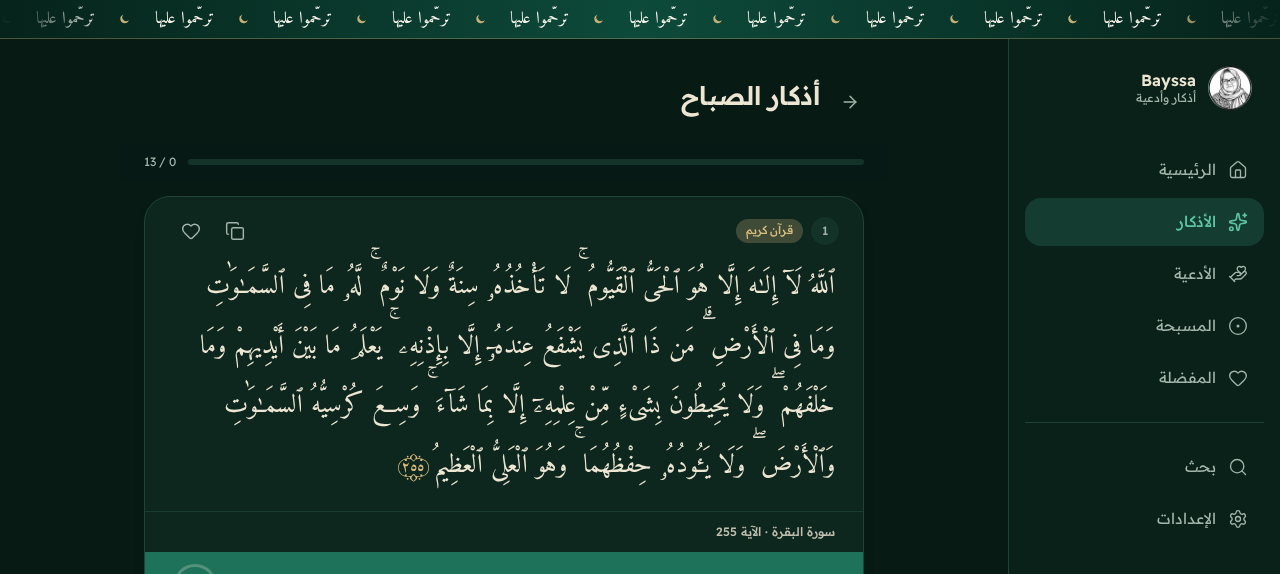 ترحّموا عليها ترحّموا عليها ترحّموا عليها ترحّموا عليها ترحّموا عليها ترحّموا عليها ترحّموا عليها ترحّموا عليها ترحّموا عليها ترحّموا عليها ترحّموا عليها
Bayssa
أذكار وأدعية
الرئيسية
الأذكار
الأدعية
المسبحة
المفضلة
بحث
الإعدادات
أذكار الصباح
0 / 13
1
قرآن كريم
ٱللَّهُ لَآ إِلَـٰهَ إِلَّا هُوَ ٱلْحَىُّ ٱلْقَيُّومُ ۚ لَا تَأْخُذُهُۥ سِنَةٌ وَلَا نَوْمٌ ۚ لَّهُۥ مَا فِى ٱلسَّمَـٰوَٰتِ
وَمَا فِى ٱلْأَرْضِ ۗ مَن ذَا ٱلَّذِى يَشْفَعُ عِندَهُۥٓ إِلَّا بِإِذْنِهِۦ ۚ يَعْلَمُ مَا بَيْنَ أَيْدِيهِمْ وَمَا
خَلْفَهُمْ ۖ وَلَا يُحِيطُونَ بِشَىْءٍ مِّنْ عِلْمِهِۦٓ إِلَّا بِمَا شَآءَ ۚ وَسِعَ كُرْسِيُّهُ ٱلسَّمَـٰوَٰتِ
وَٱلْأَرْضَ ۖ وَلَا يَـُٔودُهُۥ حِفْظُهُمَا ۚ وَهُوَ ٱلْعَلِىُّ ٱلْعَظِيمُ ٢٥٥
سورة البقرة · الآية 255